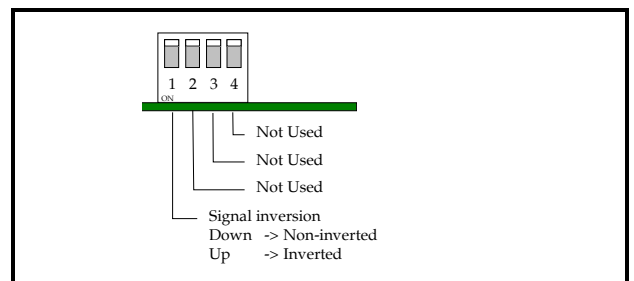 1 2 3 4
ON
Not Used
Not Used
Not Used
Signal inversion
Down -> Non-inverted
Up -> Inverted